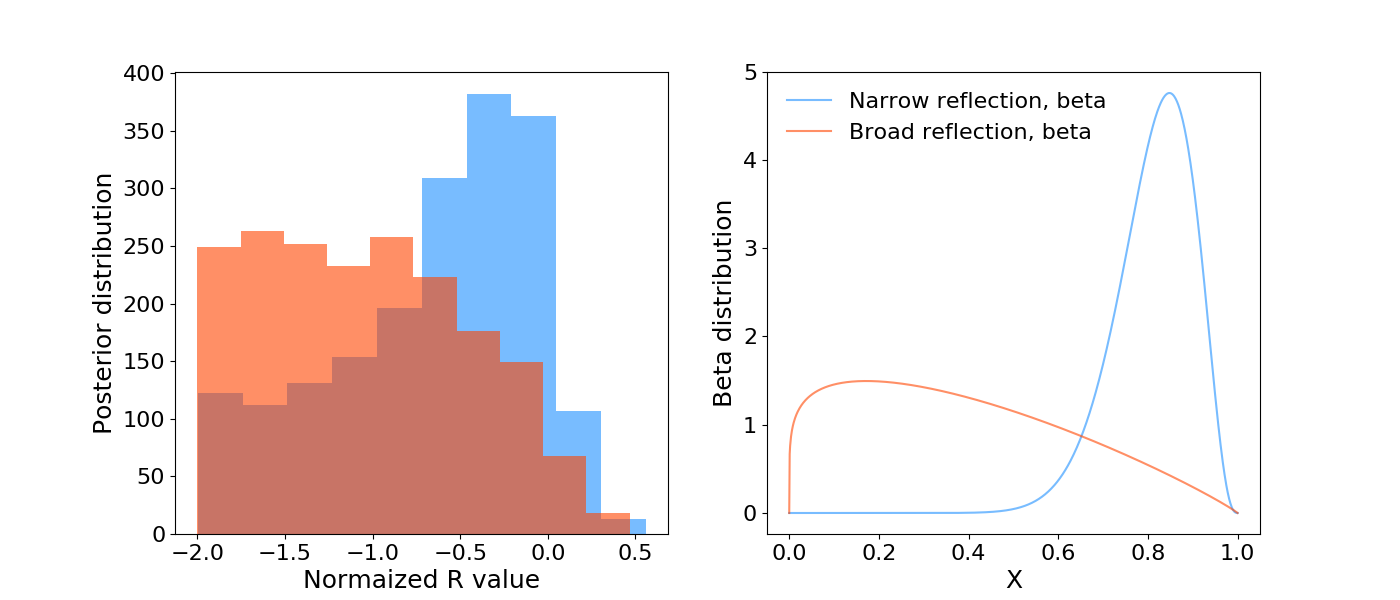 400
350
300
250
200
150
100
50
0
Posterior distribution
−2.0 −1.5 −1.0 −0.5 0.0 0.5
Normaized R value
5
4
3
2
1
0
Beta distribution
Narrow reflection, beta
Broad reflection, beta
0.0 0.2 0.4 0.6 0.8 1.0
X